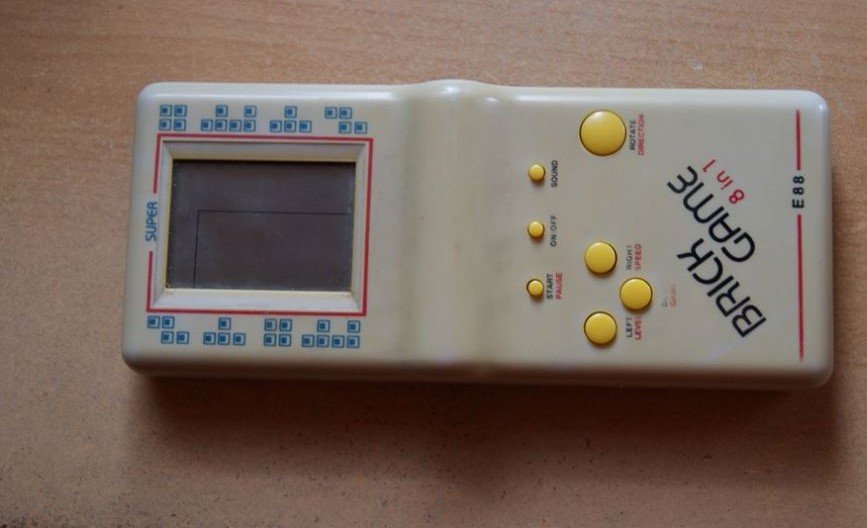 SUPER
SOUND
ON/OFF
START
PAUSE
ROTATE
DIRECTION
RIGHT
SPEED
LEFT
LEVEL
BRICK
GAME
8 in 1
E88